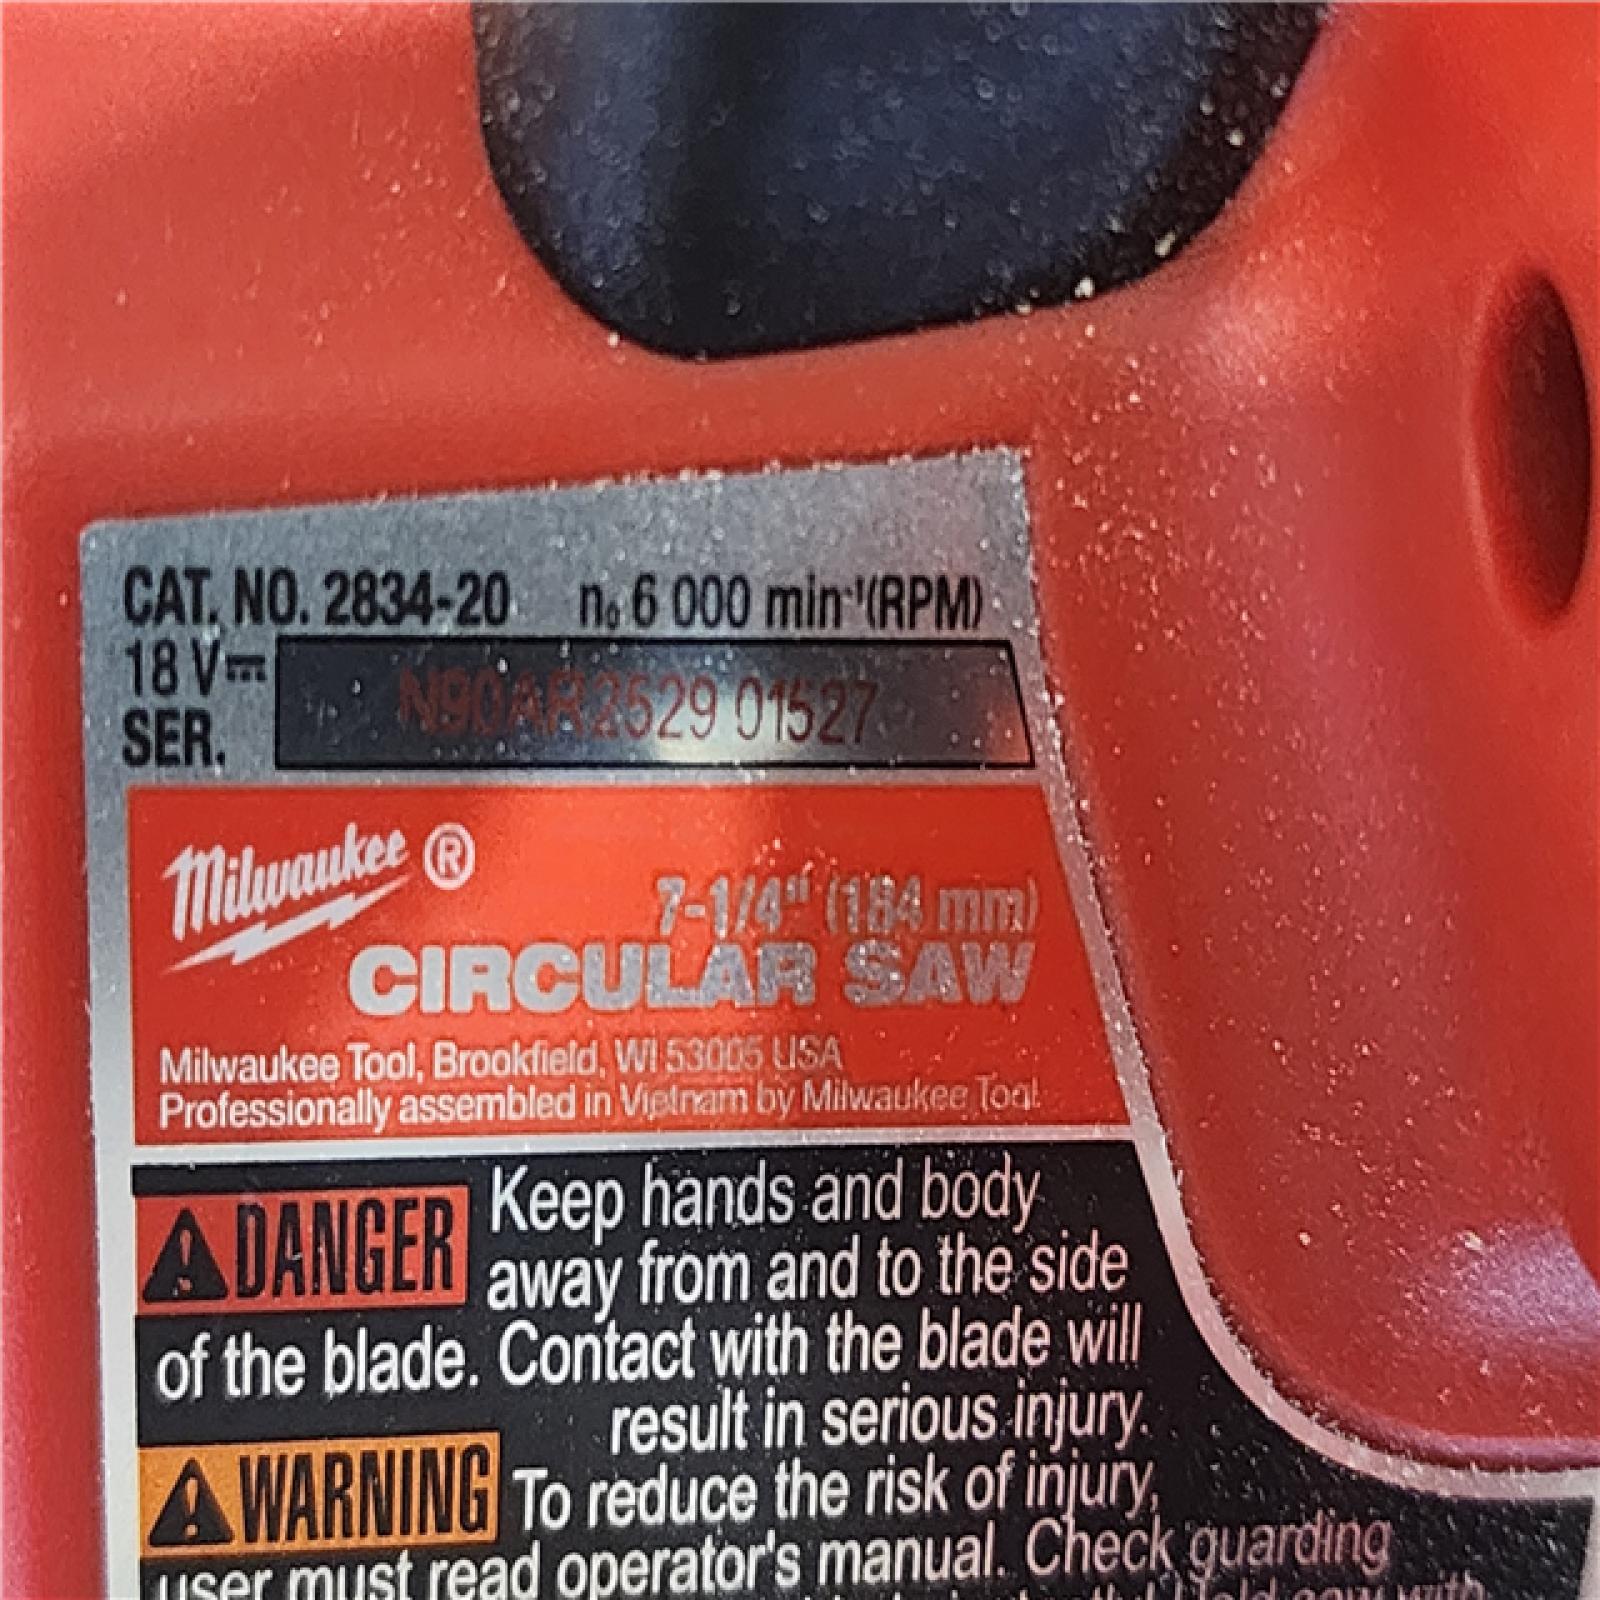 CAT. NO. 2834-20 n₀ 6 000 min⁻¹(RPM)
18 V⎓
SER. N90AR2529 01527
Milwaukee ®
7-1/4" (184 mm)
CIRCULAR SAW
Milwaukee Tool, Brookfield, WI 53005 USA
Professionally assembled in Vietnam by Milwaukee Tool
DANGER Keep hands and body
away from and to the side
of the blade. Contact with the blade will
result in serious injury.
WARNING To reduce the risk of injury,
user must read operator's manual. Check guarding
Hold saw with